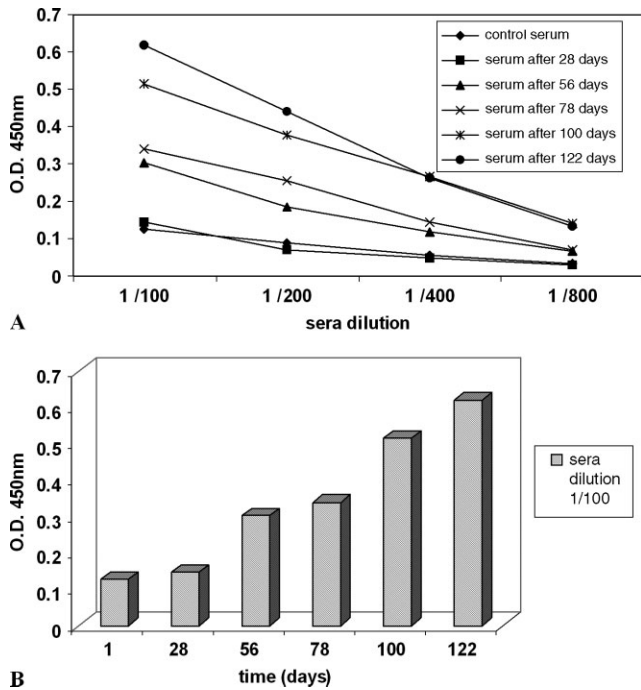 0.7
0.6
0.5
0.4
0.3
0.2
0.1
0
O.D. 450nm
control serum
serum after 28 days
serum after 56 days
serum after 78 days
serum after 100 days
serum after 122 days
1 /100 1 /200 1 /400 1 /800
sera dilution
A
0.7
0.6
0.5
0.4
0.3
0.2
0.1
0
O.D. 450nm
sera
dilution
1/100
1 28 56 78 100 122
time (days)
B